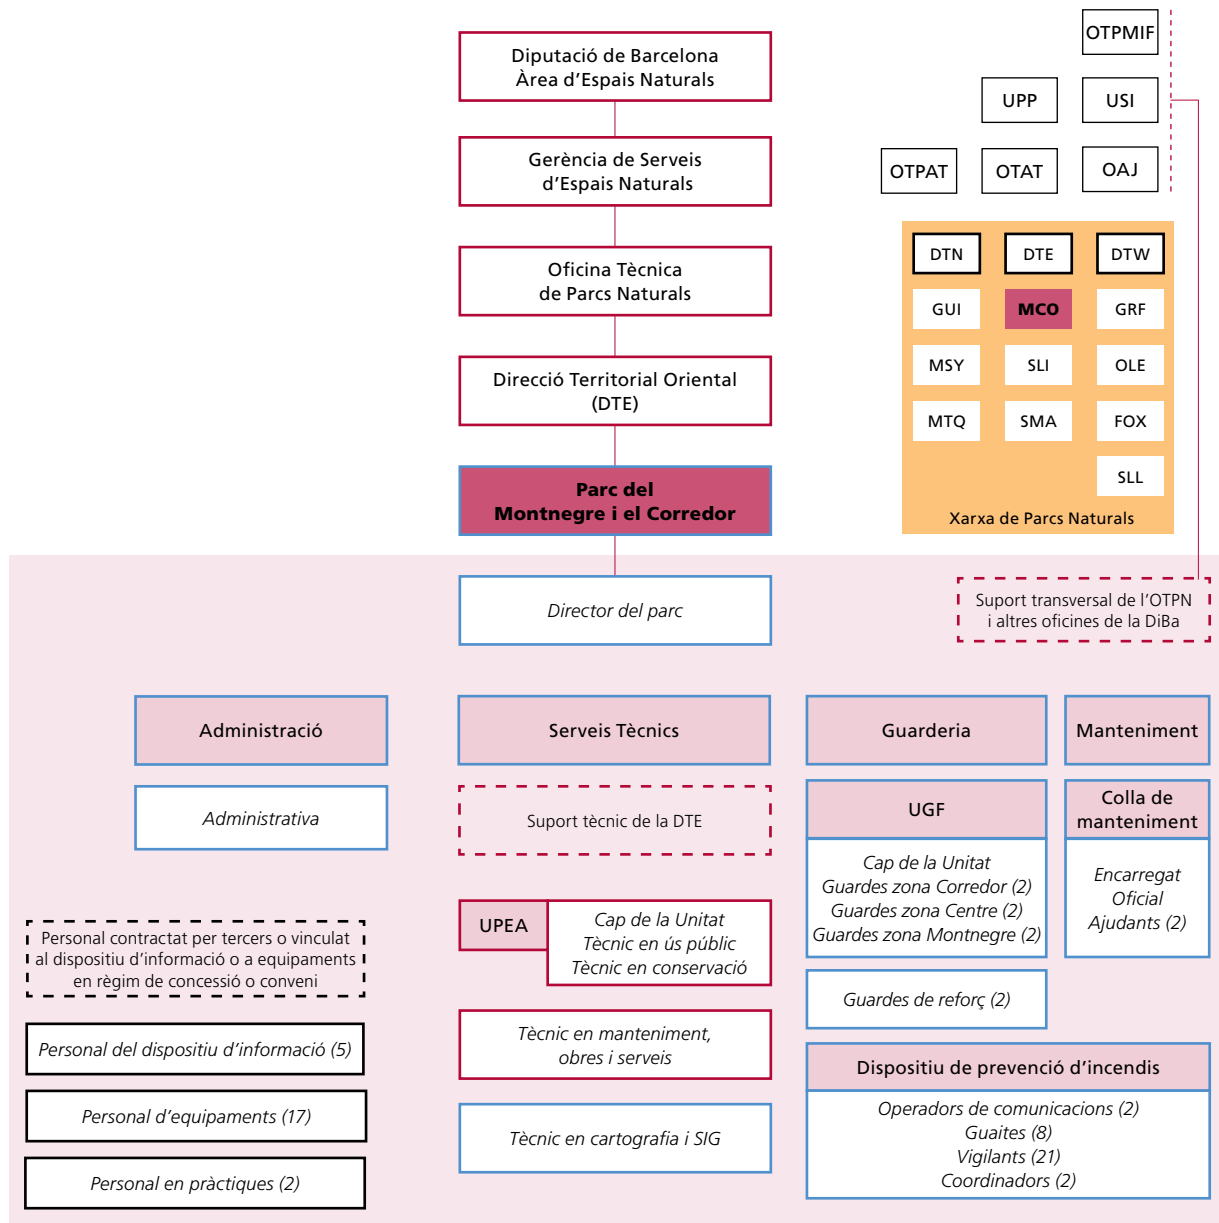 Diputació de Barcelona
Àrea d'Espais Naturals
Gerència de Serveis
d'Espais Naturals
Oficina Tècnica
de Parcs Naturals
Direcció Territorial Oriental
(DTE)
Parc del
Montnegre i el Corredor
OTPMIF
UPP
USI
OTPAT
OTAT
OAJ
DTN
DTE
DTW
GUI
MCO
GRF
MSY
SLI
OLE
MTQ
SMA
FOX
SLL
Xarxa de Parcs Naturals
Director del parc
Suport transversal de l'OTPN
i altres oficines de la DiBa
Administració
Administrativa
Personal contractat per tercers o vinculat
al dispositiu d'informació o a equipaments
en règim de concessió o conveni
Personal del dispositiu d'informació (5)
Personal d'equipaments (17)
Personal en pràctiques (2)
Serveis Tècnics
Suport tècnic de la DTE
UPEA
Cap de la Unitat
Tècnic en ús públic
Tècnic en conservació
Tècnic en manteniment,
obres i serveis
Tècnic en cartografia i SIG
Guarderia
UGF
Cap de la Unitat
Guardes zona Corredor (2)
Guardes zona Centre (2)
Guardes zona Montnegre (2)
Guardes de reforç (2)
Manteniment
Colla de
manteniment
Encarregat
Oficial
Ajudants (2)
Dispositiu de prevenció d'incendis
Operadors de comunicacions (2)
Guaites (8)
Vigilants (21)
Coordinadors (2)